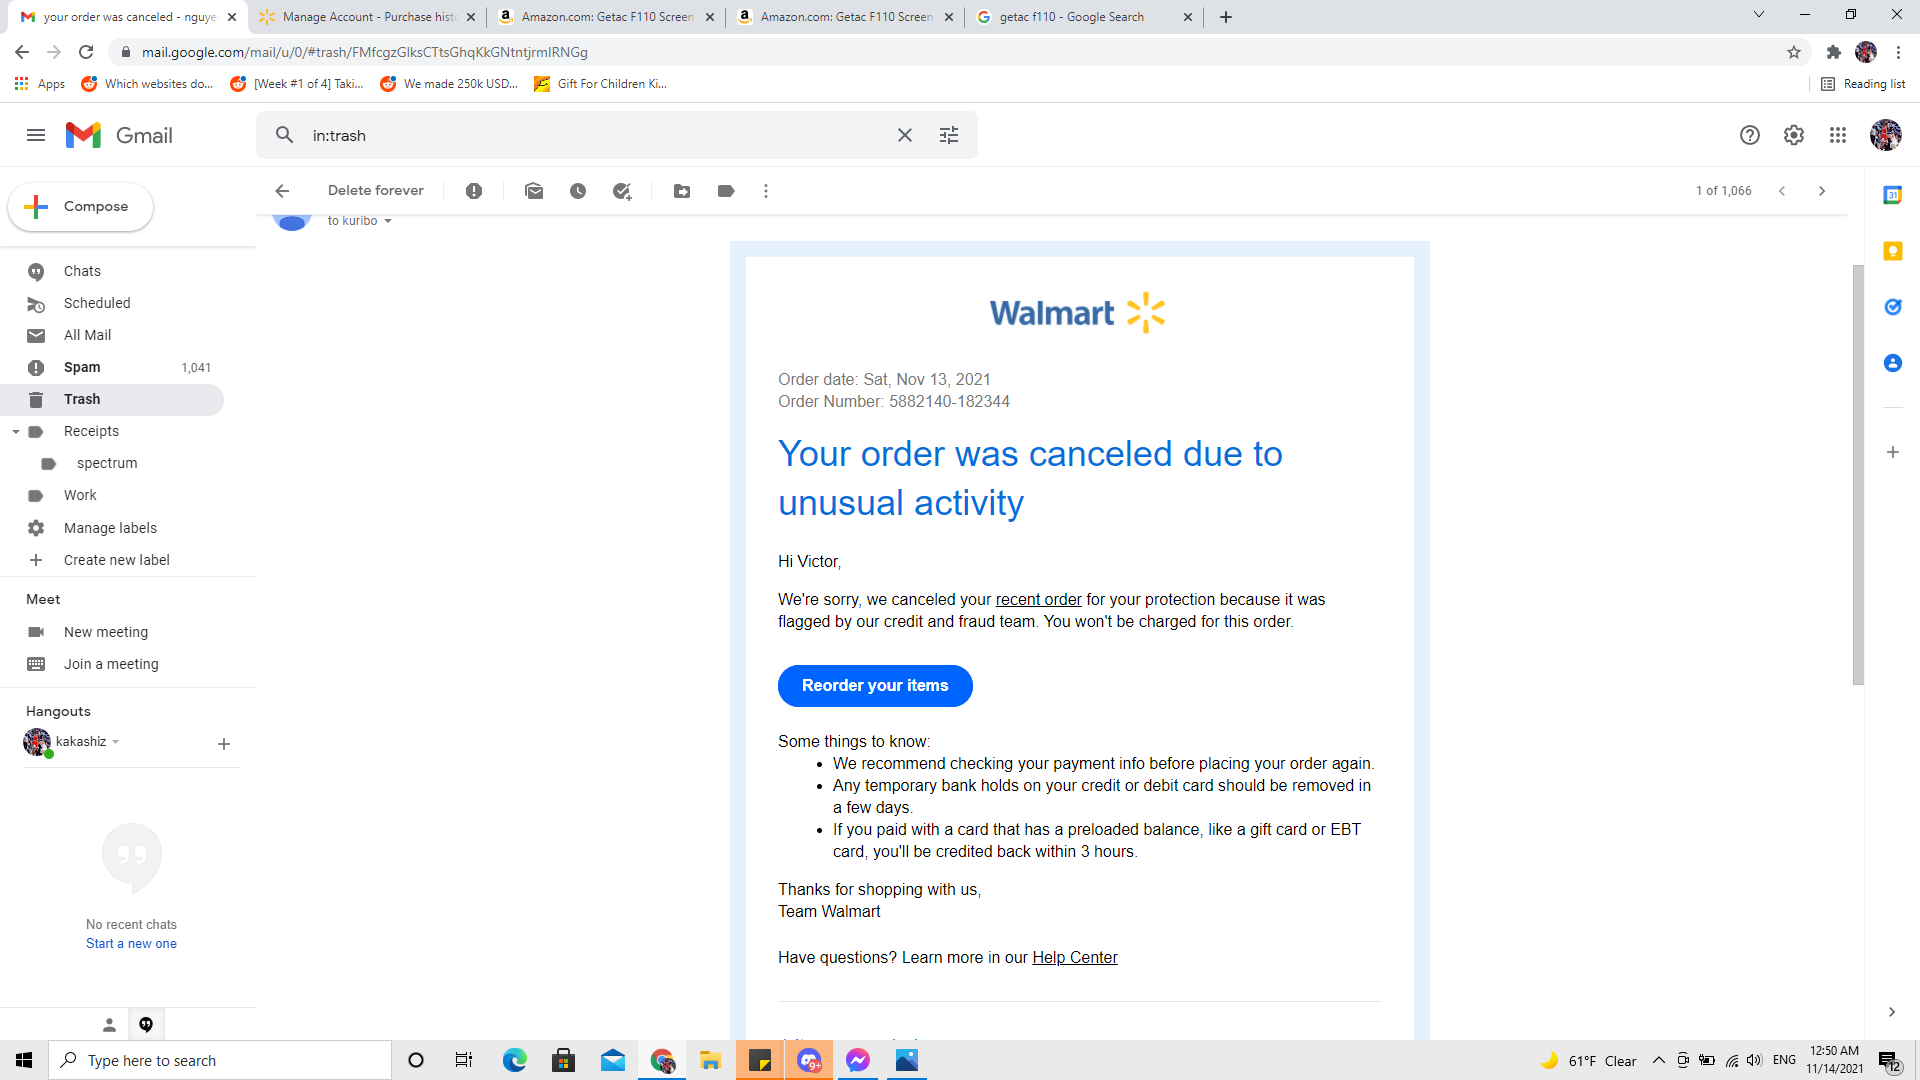 your order was canceled - nguye
Manage Account - Purchase histo
Amazon.com: Getac F110 Screen
Amazon.com: Getac F110 Screen
getac f110 - Google Search
mail.google.com/mail/u/0/#trash/FMfcgzGlksCTtsGhqKkGNtntjrmlRNGg
Apps
Which websites do...
[Week #1 of 4] Taki...
We made 250k USD...
Gift For Children Ki...
Reading list
Gmail
in:trash
Compose
Delete forever
1 of 1,066
to kuribo
Chats
Scheduled
All Mail
Spam 1,041
Trash
Receipts
spectrum
Work
Manage labels
Create new label
Meet
New meeting
Join a meeting
Hangouts
kakashiz
No recent chats
Start a new one
31
Walmart
Order date: Sat, Nov 13, 2021
Order Number: 5882140-182344
Your order was canceled due to
unusual activity
Hi Victor,
We're sorry, we canceled your recent order for your protection because it was
flagged by our credit and fraud team. You won't be charged for this order.
Reorder your items
Some things to know:
• We recommend checking your payment info before placing your order again.
• Any temporary bank holds on your credit or debit card should be removed in
a few days.
• If you paid with a card that has a preloaded balance, like a gift card or EBT
card, you'll be credited back within 3 hours.
Thanks for shopping with us,
Team Walmart
Have questions? Learn more in our Help Center
Type here to search
9+
61°F Clear
ENG
12:50 AM
11/14/2021
12